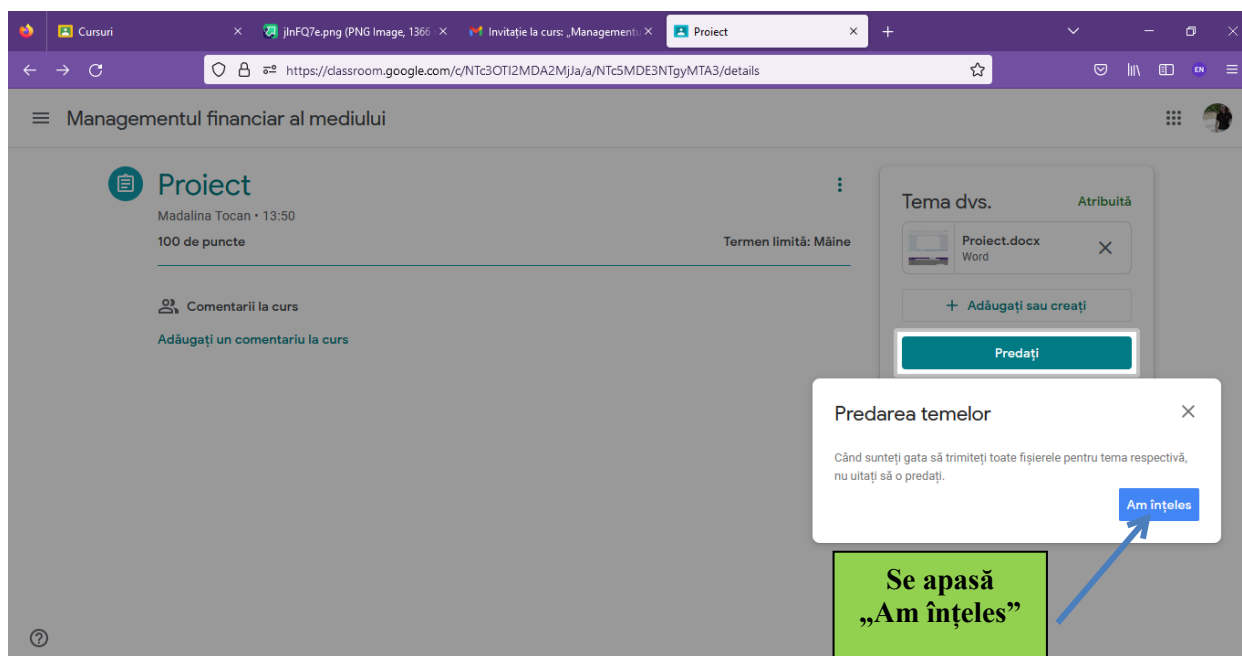 Cursuri
jInFQ7e.png (PNG Image, 1366
Invitație la curs: „Managementu
Proiect
https://classroom.google.com/c/NTc3OTI2MDA2MjJa/a/NTc5MDE3NTgyMTA3/details
EN
Managementul financiar al mediului
Proiect
Madalina Tocan • 13:50
100 de puncte
Termen limită: Mâine
Comentarii la curs
Adăugați un comentariu la curs
Tema dvs.
Atribuită
Proiect.docx
Word
+ Adăugați sau creați
Predați
Predarea temelor
Când sunteți gata să trimiteți toate fișierele pentru tema respectivă,
nu uitați să o predați.
Am înțeles
Se apasă
„Am înțeles”